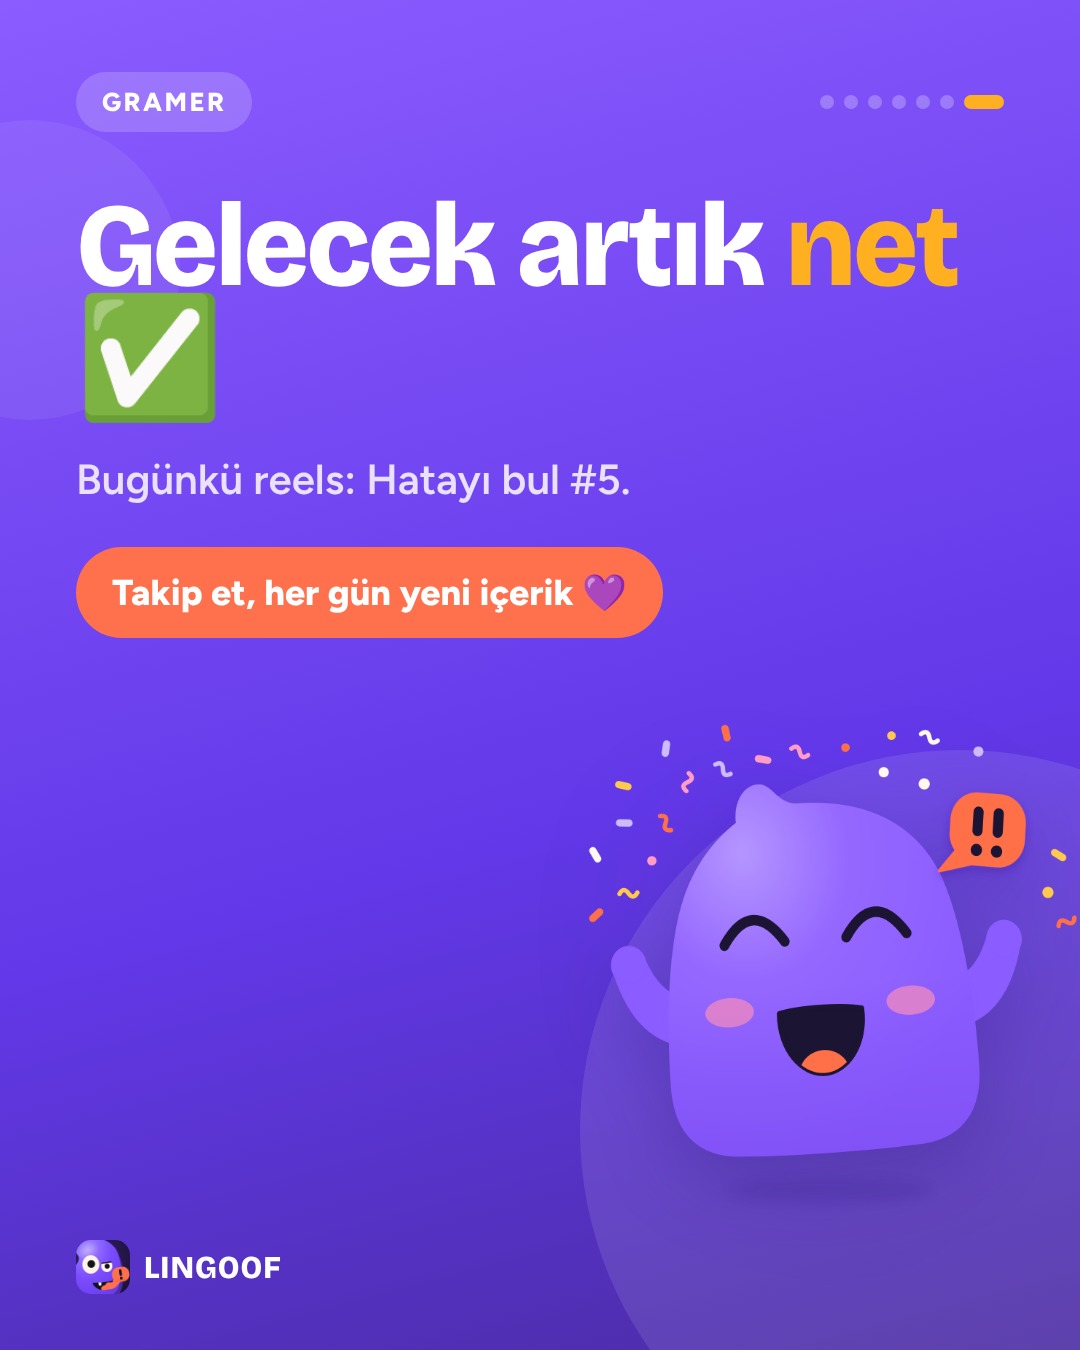 GRAMER
Gelecek artık net
✅
Bugünkü reels: Hatayı bul #5.
Takip et, her gün yeni içerik 💜
!!
LINGOOF